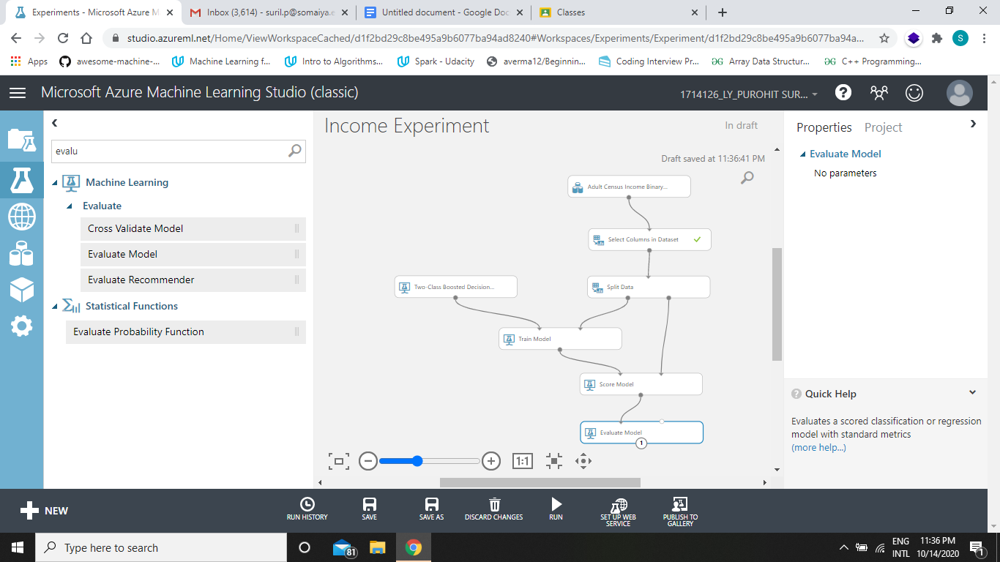 Experiments - Microsoft Azure M
Inbox (3,614) - suril.p@somaiya.e
Untitled document - Google Doc
Classes
studio.azureml.net/Home/ViewWorkspaceCached/d1f2bd29c8be495a9b6077ba94ad8240#Workspaces/Experiments/Experiment/d1f2bd29c8be495a9b6077ba94a...
S
Apps
awesome-machine-...
Machine Learning f...
Intro to Algorithms...
Spark - Udacity
averma12/Beginnin...
Coding Interview Pr...
Array Data Structur...
C++ Programming...
Microsoft Azure Machine Learning Studio (classic)
1714126_LY_PUROHIT SUR...
evalu
Machine Learning
Evaluate
Cross Validate Model
Evaluate Model
Evaluate Recommender
Statistical Functions
Evaluate Probability Function
Income Experiment
In draft
Draft saved at 11:36:41 PM
Adult Census Income Binary...
Select Columns in Dataset
Two-Class Boosted Decision...
Split Data
Train Model
Score Model
Evaluate Model
1
1:1
Properties
Project
Evaluate Model
No parameters
Quick Help
Evaluates a scored classification or regression
model with standard metrics
(more help...)
NEW
RUN HISTORY
SAVE
SAVE AS
DISCARD CHANGES
RUN
SET UP WEB
SERVICE
PUBLISH TO
GALLERY
Type here to search
81
ENG
INTL
11:36 PM
10/14/2020
1